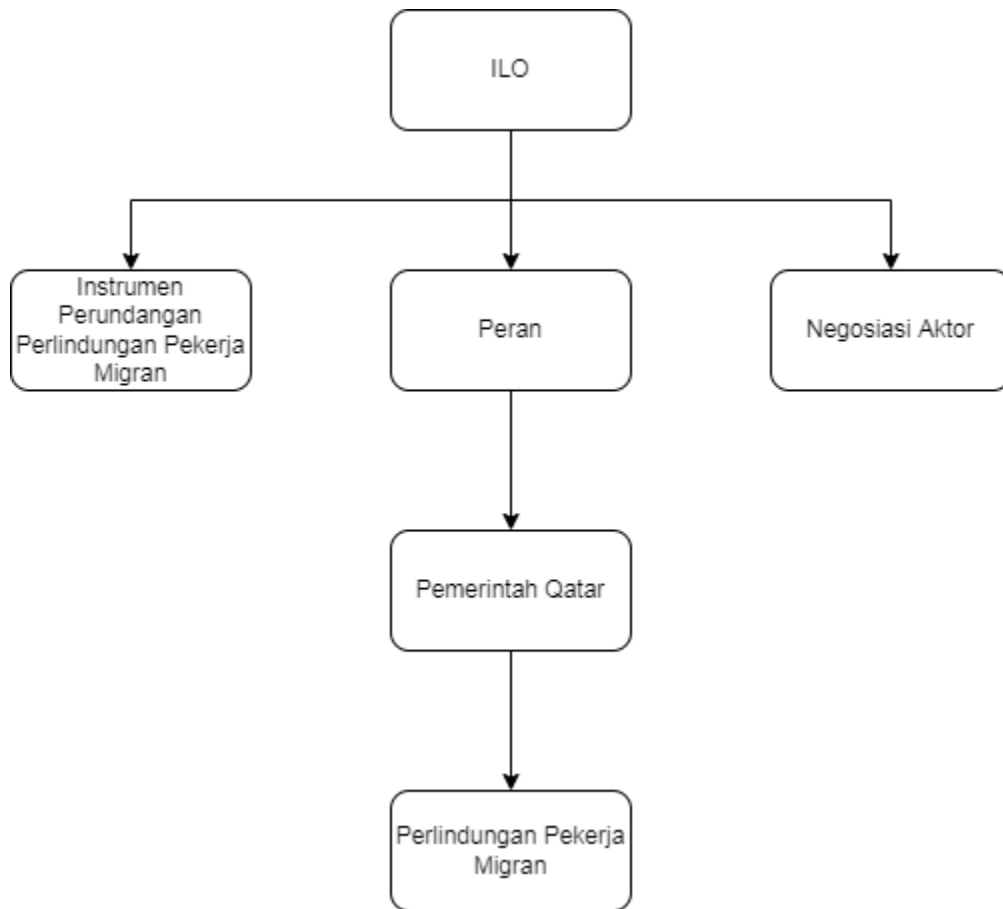 ILO
Instrumen
Perundangan
Perlindungan Pekerja
Migran
Peran
Negosiasi Aktor
Pemerintah Qatar
Perlindungan Pekerja
Migran